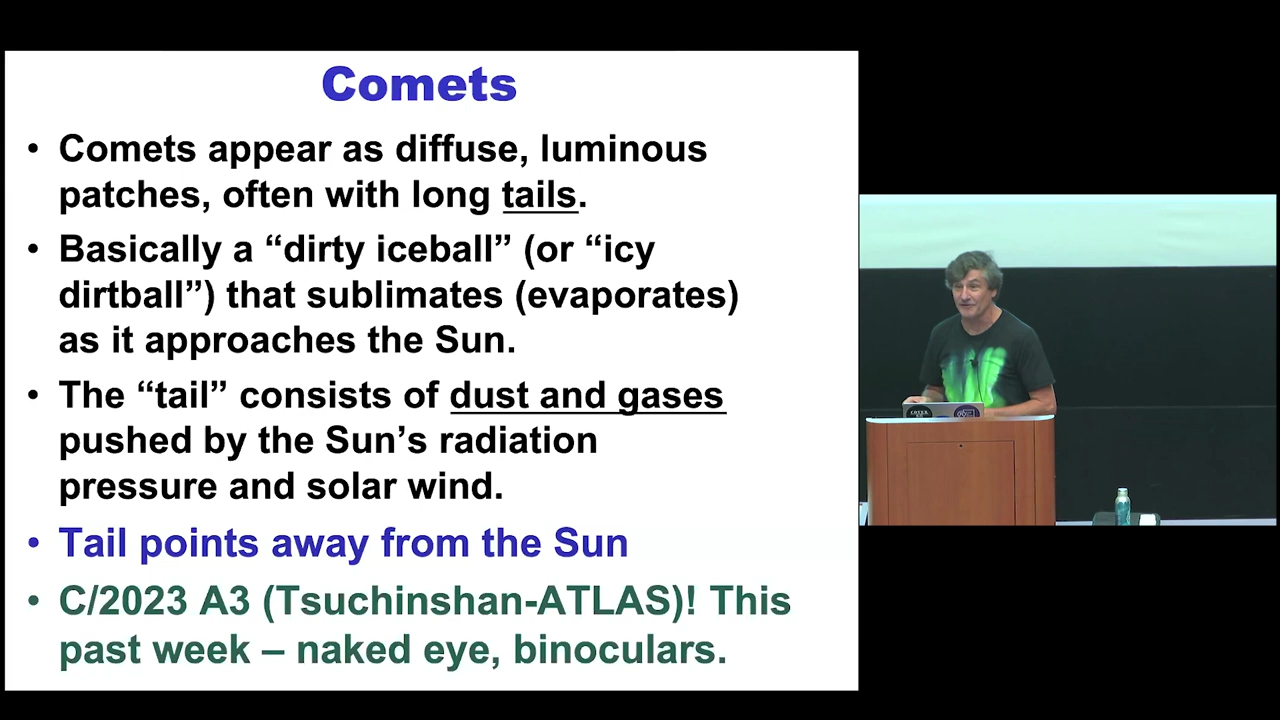 Comets
• Comets appear as diffuse, luminous
patches, often with long tails.
• Basically a “dirty iceball” (or “icy
dirtball”) that sublimates (evaporates)
as it approaches the Sun.
• The “tail” consists of dust and gases
pushed by the Sun’s radiation
pressure and solar wind.
• Tail points away from the Sun
• C/2023 A3 (Tsuchinshan-ATLAS)! This
past week – naked eye, binoculars.